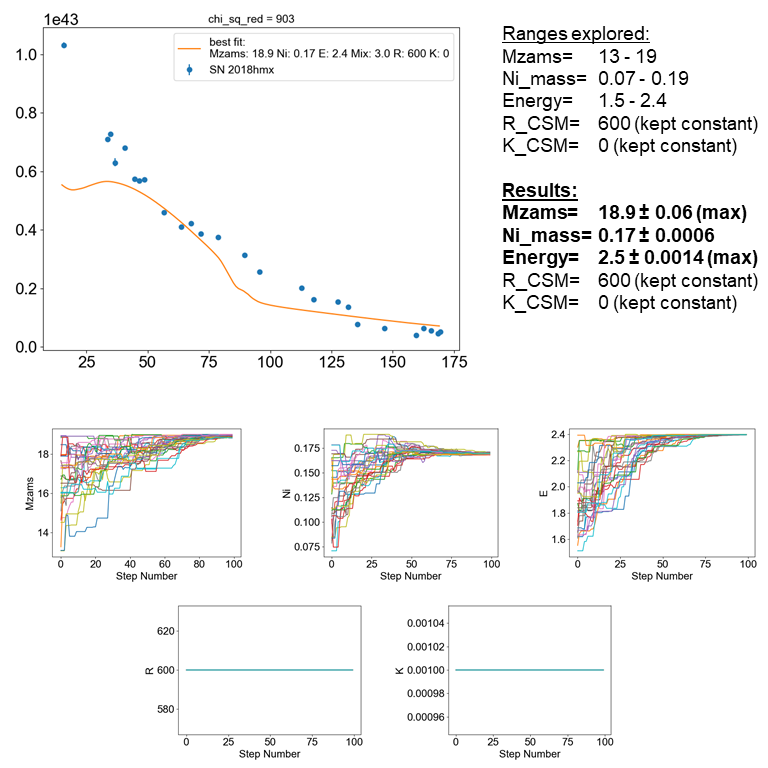 chi_sq_red = 903
1e43
best fit:
Mzams: 18.9 Ni: 0.17 E: 2.4 Mix: 3.0 R: 600 K: 0
SN 2018hmx
1.0
0.8
0.6
0.4
0.2
0.0
25 50 75 100 125 150 175
Ranges explored:
Mzams= 13 - 19
Ni_mass= 0.07 - 0.19
Energy= 1.5 - 2.4
R_CSM= 600 (kept constant)
K_CSM= 0 (kept constant)
Results:
Mzams= 18.9 ± 0.06 (max)
Ni_mass= 0.17 ± 0.0006
Energy= 2.5 ± 0.0014 (max)
R_CSM= 600 (kept constant)
K_CSM= 0 (kept constant)
Mzams
18
16
14
0 20 40 60 80 100
Step Number
Ni
0.175
0.150
0.125
0.100
0.075
0 25 50 75 100
Step Number
E
2.4
2.2
2.0
1.8
1.6
0 25 50 75 100
Step Number
R
620
600
580
0 25 50 75 100
Step Number
K
0.00104
0.00102
0.00100
0.00098
0.00096
0 25 50 75 100
Step Number